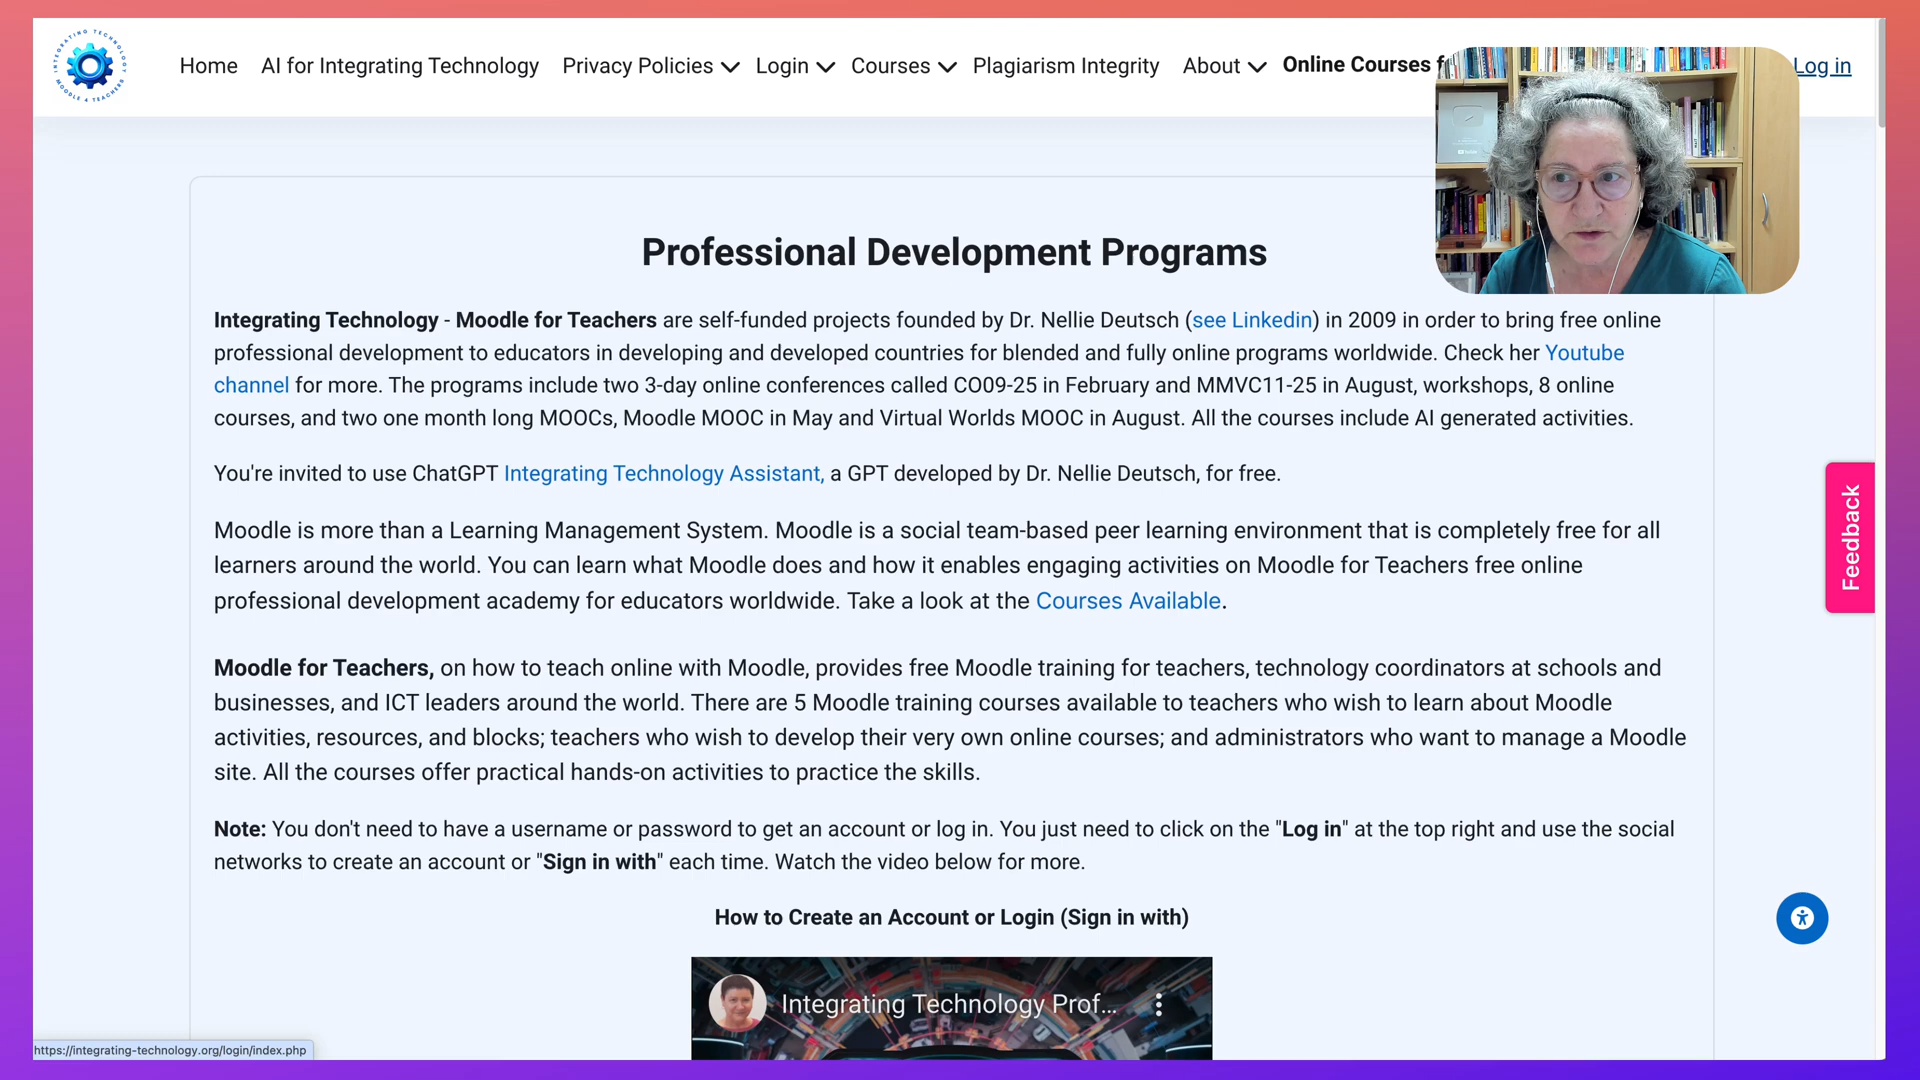 INTEGRATING TECHNOLOGY
MOODLE 4 TEACHERS
Home AI for Integrating Technology Privacy Policies Login Courses Plagiarism Integrity About Online Courses f Log in
Professional Development Programs
Integrating Technology - Moodle for Teachers are self-funded projects founded by Dr. Nellie Deutsch (see Linkedin) in 2009 in order to bring free online
professional development to educators in developing and developed countries for blended and fully online programs worldwide. Check her Youtube
channel for more. The programs include two 3-day online conferences called CO09-25 in February and MMVC11-25 in August, workshops, 8 online
courses, and two one month long MOOCs, Moodle MOOC in May and Virtual Worlds MOOC in August. All the courses include AI generated activities.
You're invited to use ChatGPT Integrating Technology Assistant, a GPT developed by Dr. Nellie Deutsch, for free.
Moodle is more than a Learning Management System. Moodle is a social team-based peer learning environment that is completely free for all
learners around the world. You can learn what Moodle does and how it enables engaging activities on Moodle for Teachers free online
professional development academy for educators worldwide. Take a look at the Courses Available.
Feedback
Moodle for Teachers, on how to teach online with Moodle, provides free Moodle training for teachers, technology coordinators at schools and
businesses, and ICT leaders around the world. There are 5 Moodle training courses available to teachers who wish to learn about Moodle
activities, resources, and blocks; teachers who wish to develop their very own online courses; and administrators who want to manage a Moodle
site. All the courses offer practical hands-on activities to practice the skills.
Note: You don't need to have a username or password to get an account or log in. You just need to click on the "Log in" at the top right and use the social
networks to create an account or "Sign in with" each time. Watch the video below for more.
How to Create an Account or Login (Sign in with)
Integrating Technology Prof...
https://integrating-technology.org/login/index.php